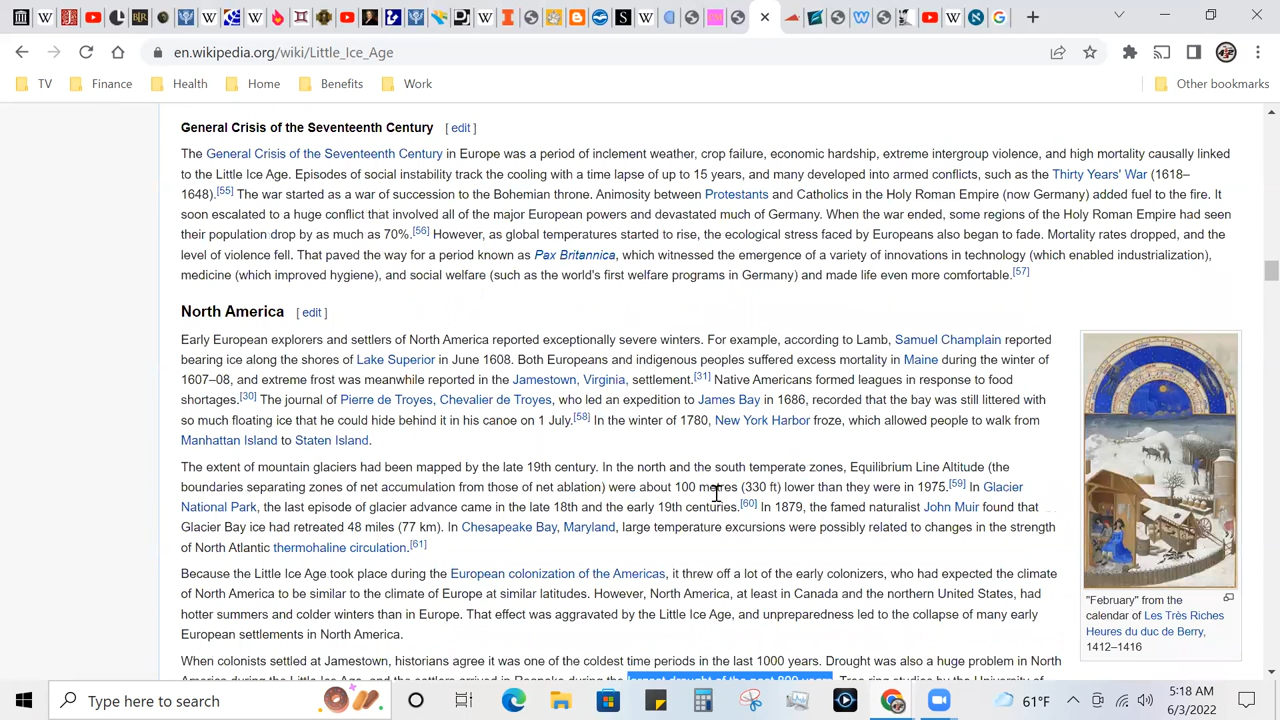 en.wikipedia.org/wiki/Little_Ice_Age
TV Finance Health Home Benefits Work Other bookmarks
General Crisis of the Seventeenth Century [ edit ]
The General Crisis of the Seventeenth Century in Europe was a period of inclement weather, crop failure, economic hardship, extreme intergroup violence, and high mortality causally linked
to the Little Ice Age. Episodes of social instability track the cooling with a time lapse of up to 15 years, and many developed into armed conflicts, such as the Thirty Years' War (1618–
1648).[55] The war started as a war of succession to the Bohemian throne. Animosity between Protestants and Catholics in the Holy Roman Empire (now Germany) added fuel to the fire. It
soon escalated to a huge conflict that involved all of the major European powers and devastated much of Germany. When the war ended, some regions of the Holy Roman Empire had seen
their population drop by as much as 70%.[56] However, as global temperatures started to rise, the ecological stress faced by Europeans also began to fade. Mortality rates dropped, and the
level of violence fell. That paved the way for a period known as Pax Britannica, which witnessed the emergence of a variety of innovations in technology (which enabled industrialization),
medicine (which improved hygiene), and social welfare (such as the world's first welfare programs in Germany) and made life even more comfortable.[57]
North America [ edit ]
Early European explorers and settlers of North America reported exceptionally severe winters. For example, according to Lamb, Samuel Champlain reported
bearing ice along the shores of Lake Superior in June 1608. Both Europeans and indigenous peoples suffered excess mortality in Maine during the winter of
1607–08, and extreme frost was meanwhile reported in the Jamestown, Virginia, settlement.[31] Native Americans formed leagues in response to food
shortages.[30] The journal of Pierre de Troyes, Chevalier de Troyes, who led an expedition to James Bay in 1686, recorded that the bay was still littered with
so much floating ice that he could hide behind it in his canoe on 1 July.[58] In the winter of 1780, New York Harbor froze, which allowed people to walk from
Manhattan Island to Staten Island.
The extent of mountain glaciers had been mapped by the late 19th century. In the north and the south temperate zones, Equilibrium Line Altitude (the
boundaries separating zones of net accumulation from those of net ablation) were about 100 metres (330 ft) lower than they were in 1975.[59] In Glacier
National Park, the last episode of glacier advance came in the late 18th and the early 19th centuries.[60] In 1879, the famed naturalist John Muir found that
Glacier Bay ice had retreated 48 miles (77 km). In Chesapeake Bay, Maryland, large temperature excursions were possibly related to changes in the strength
of North Atlantic thermohaline circulation.[61]
Because the Little Ice Age took place during the European colonization of the Americas, it threw off a lot of the early colonizers, who had expected the climate
of North America to be similar to the climate of Europe at similar latitudes. However, North America, at least in Canada and the northern United States, had
hotter summers and colder winters than in Europe. That effect was aggravated by the Little Ice Age, and unpreparedness led to the collapse of many early
European settlements in North America.
When colonists settled at Jamestown, historians agree it was one of the coldest time periods in the last 1000 years. Drought was also a huge problem in North
America during the Little Ice Age, and the settlers arrived in Roanoke during the largest drought of the past 800 years. Tree ring studies by the University of
"February" from the
calendar of Les Très Riches
Heures du duc de Berry,
1412–1416
Type here to search
61°F
5:18 AM
6/3/2022